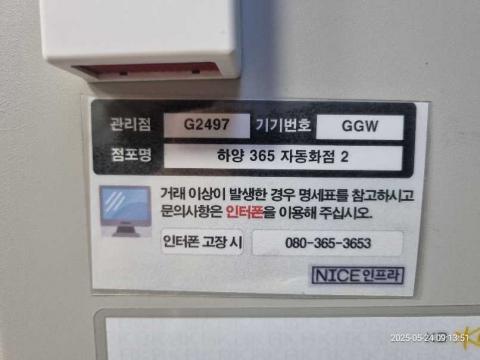 관리점 G2497 기기번호 GGW
점포명 하양 365 자동화점 2
거래 이상이 발생한 경우 명세표를 참고하시고
문의사항은 인터폰을 이용해 주십시오.
인터폰 고장 시 080-365-3653
NICE인프라
2025-05-24 09:13:51